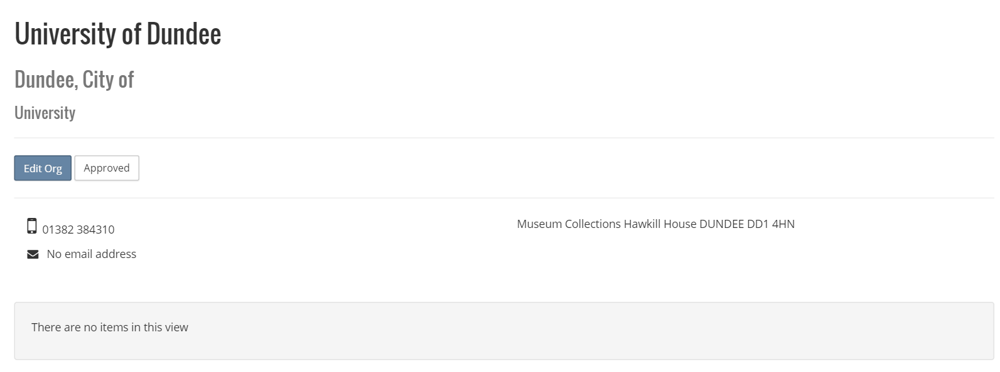 University of Dundee
Dundee, City of
University
Edit Org
Approved
01382 384310
Museum Collections Hawkill House DUNDEE DD1 4HN
No email address
There are no items in this view